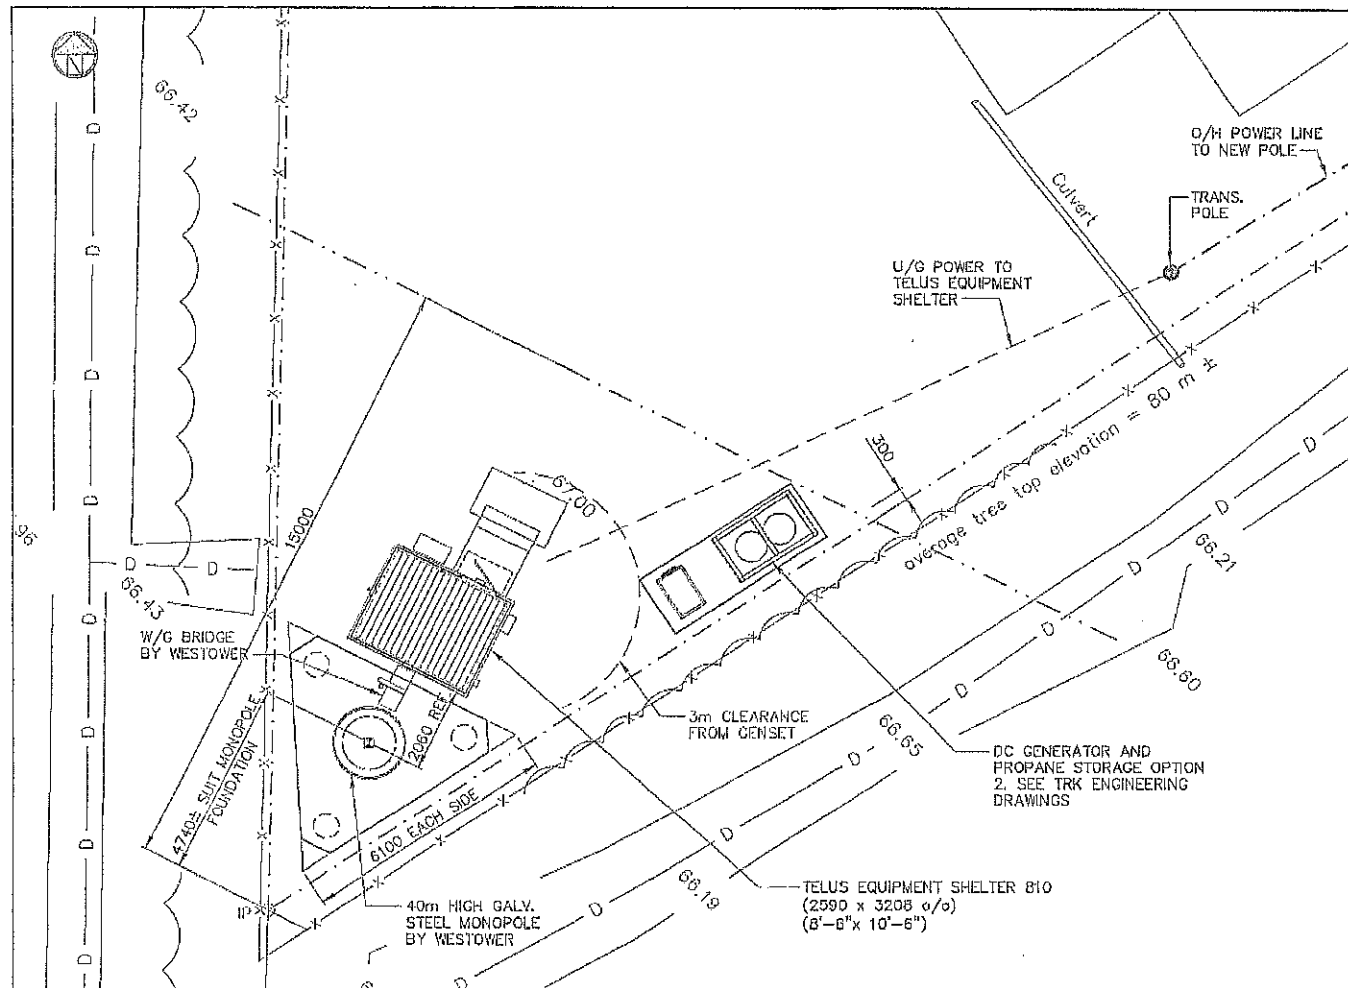 N
66.42
O/H POWER LINE
TO NEW POLE
Culvert
TRANS.
POLE
U/G POWER TO
TELUS EQUIPMENT
SHELTER
300
average tree top elevation = 80 m ±
67.00
15000
96
66.21
66.43
W/G BRIDGE
BY WESTOWER
66.60
2060 REF
3m CLEARANCE
FROM GENSET
66.65
DC GENERATOR AND
PROPANE STORAGE OPTION
2, SEE TRK ENGINEERING
DRAWINGS
4740± SUIT MONOPOLE
FOUNDATION
6100 EACH SIDE
66.19
TELUS EQUIPMENT SHELTER 810
(2590 x 3208 o/o)
(8'-6"x 10'-6")
IP
40m HIGH GALV.
STEEL MONOPOLE
BY WESTOWER
X
D